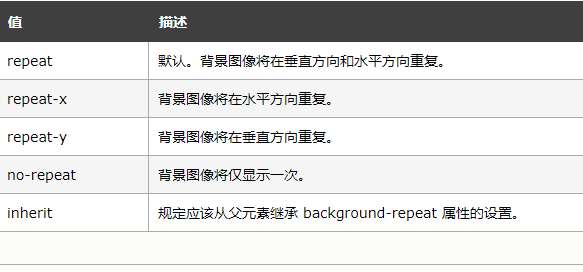 值 描述
repeat 默认。背景图像将在垂直方向和水平方向重复。
repeat-x 背景图像将在水平方向重复。
repeat-y 背景图像将在垂直方向重复。
no-repeat 背景图像将仅显示一次。
inherit 规定应该从父元素继承 background-repeat 属性的设置。